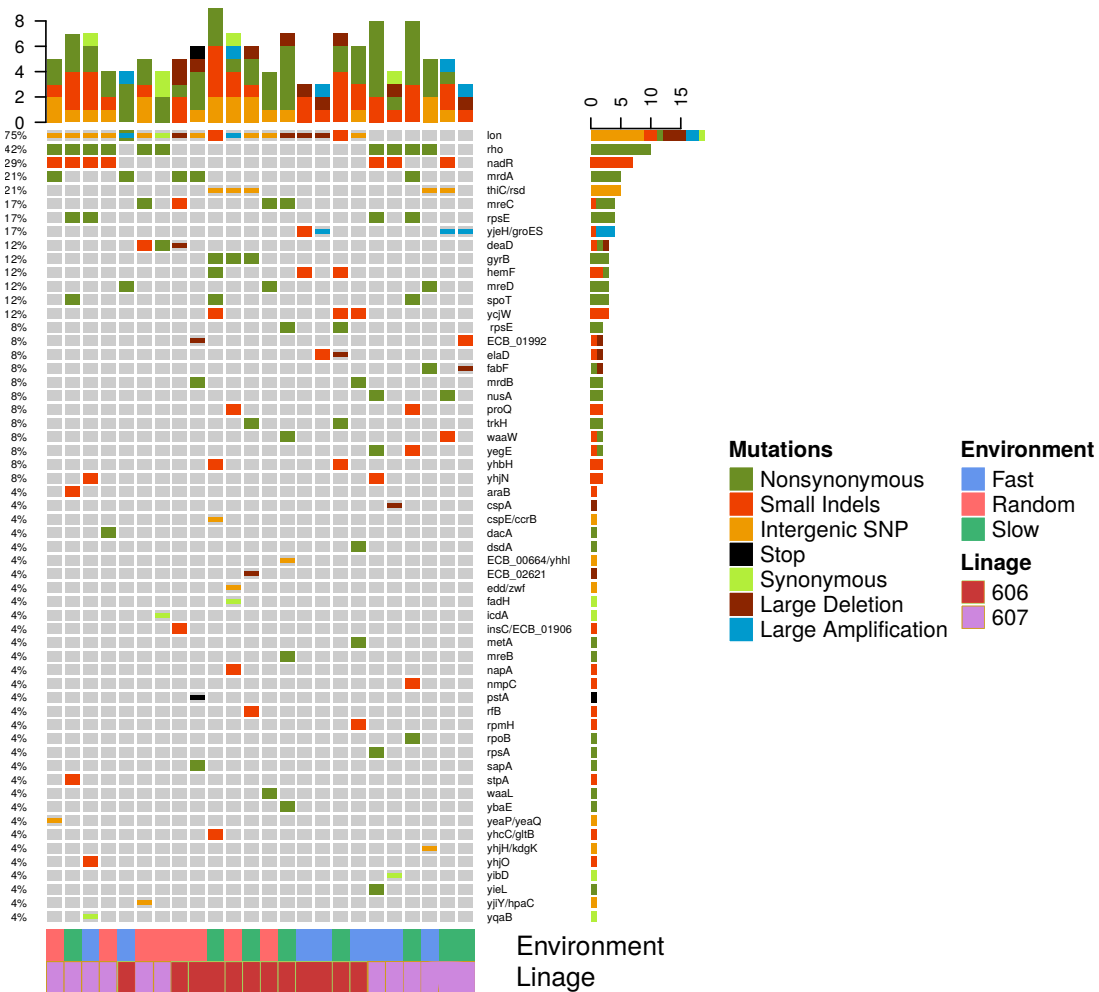 8
6
4
2
0
0
5
10
15
75% lon
42% rho
29% nadR
21% mrdA
21% thiC/rsd
17% mreC
17% rpsE
17% yjeH/groES
12% deaD
12% gyrB
12% hemF
12% mreD
12% spoT
12% ycjW
8% rpsE
8% ECB_01992
8% elaD
8% fabF
8% mrdB
8% nusA
8% proQ
8% trkH
8% waaW
8% yegE
8% yhbH
8% yhjN
4% araB
4% cspA
4% cspE/ccrB
4% dacA
4% dsdA
4% ECB_00664/yhhI
4% ECB_02621
4% edd/zwf
4% fadH
4% icdA
4% insC/ECB_01906
4% metA
4% mreB
4% napA
4% nmpC
4% pstA
4% rfB
4% rpmH
4% rpoB
4% rpsA
4% sapA
4% stpA
4% waaL
4% ybaE
4% yeaP/yeaQ
4% yhcC/gltB
4% yhjH/kdgK
4% yhjO
4% yibD
4% yieL
4% yjiY/hpaC
4% yqaB
Environment
Linage
Mutations
Nonsynonymous
Small Indels
Intergenic SNP
Stop
Synonymous
Large Deletion
Large Amplification
Environment
Fast
Random
Slow
Linage
606
607